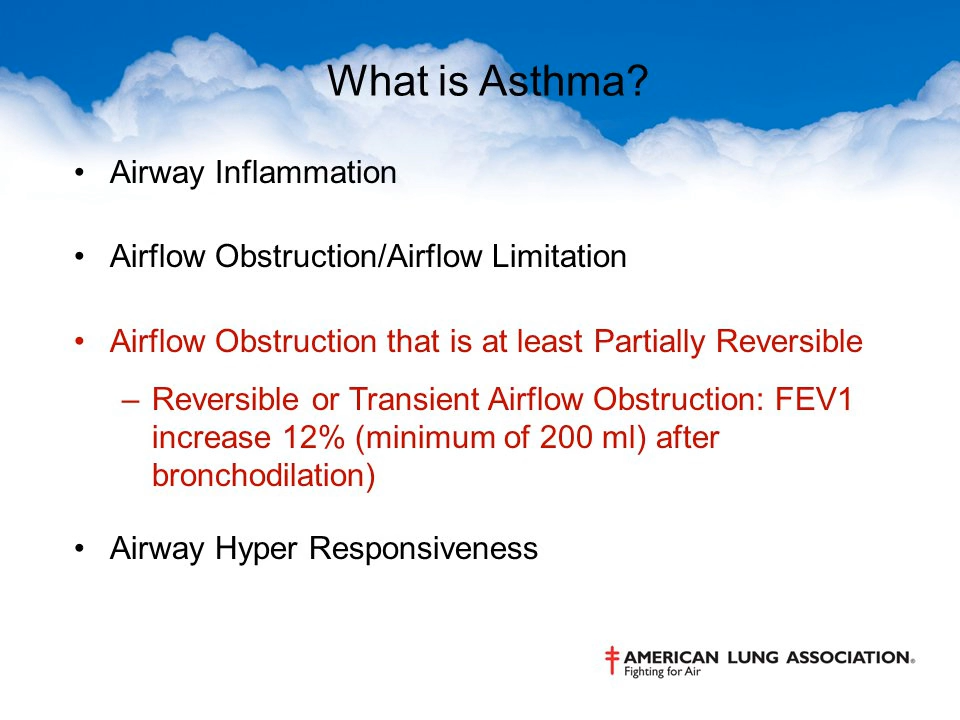 What is Asthma?
• Airway Inflammation
• Airflow Obstruction/Airflow Limitation
• Airflow Obstruction that is at least Partially Reversible
– Reversible or Transient Airflow Obstruction: FEV1
increase 12% (minimum of 200 ml) after
bronchodilation)
• Airway Hyper Responsiveness
AMERICAN LUNG ASSOCIATION®
Fighting for Air